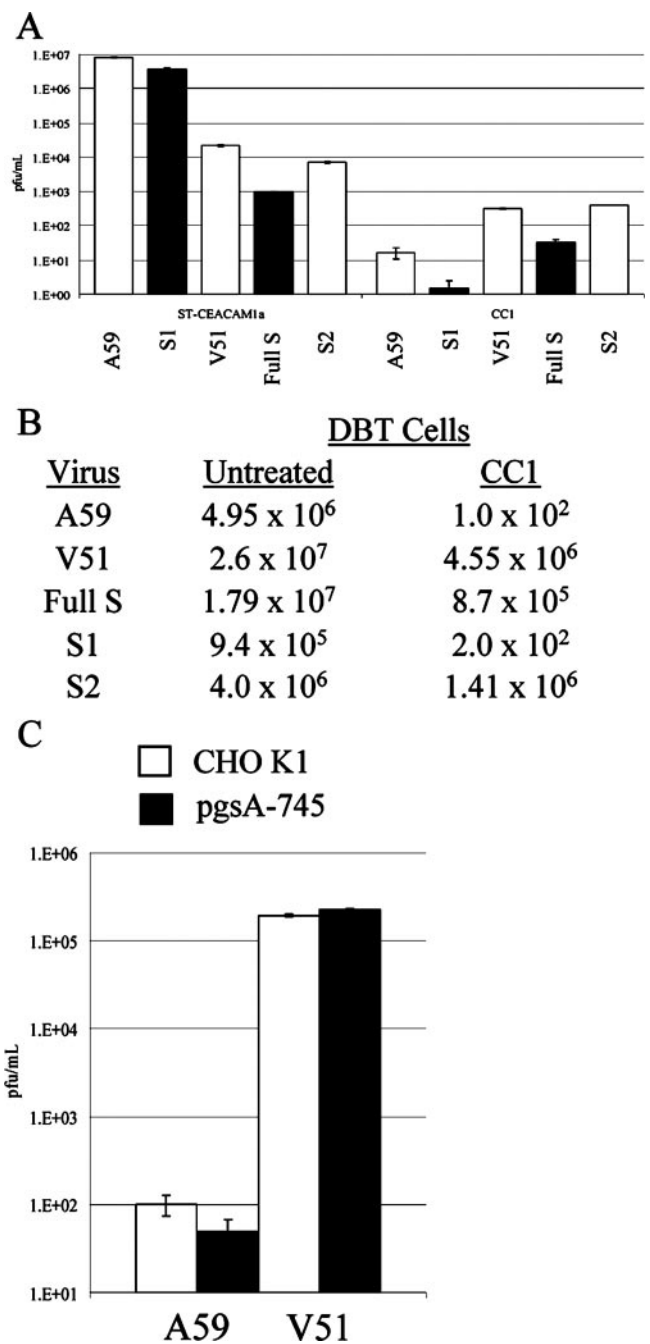 A
1.E+07
1.E+06
1.E+05
1.E+04
1.E+03
1.E+02
1.E+01
1.E+00
pfu/mL
ST-CEACAM1a CC1
A59 S1 V51 Full S S2 A59 S1 V51 Full S S2
B
DBT Cells
Virus Untreated CC1
A59 4.95 x 10⁶ 1.0 x 10²
V51 2.6 x 10⁷ 4.55 x 10⁶
Full S 1.79 x 10⁷ 8.7 x 10⁵
S1 9.4 x 10⁵ 2.0 x 10²
S2 4.0 x 10⁶ 1.41 x 10⁶
C
CHO K1
pgsA-745
1.E+06
1.E+05
1.E+04
1.E+03
1.E+02
1.E+01
pfu/mL
A59 V51